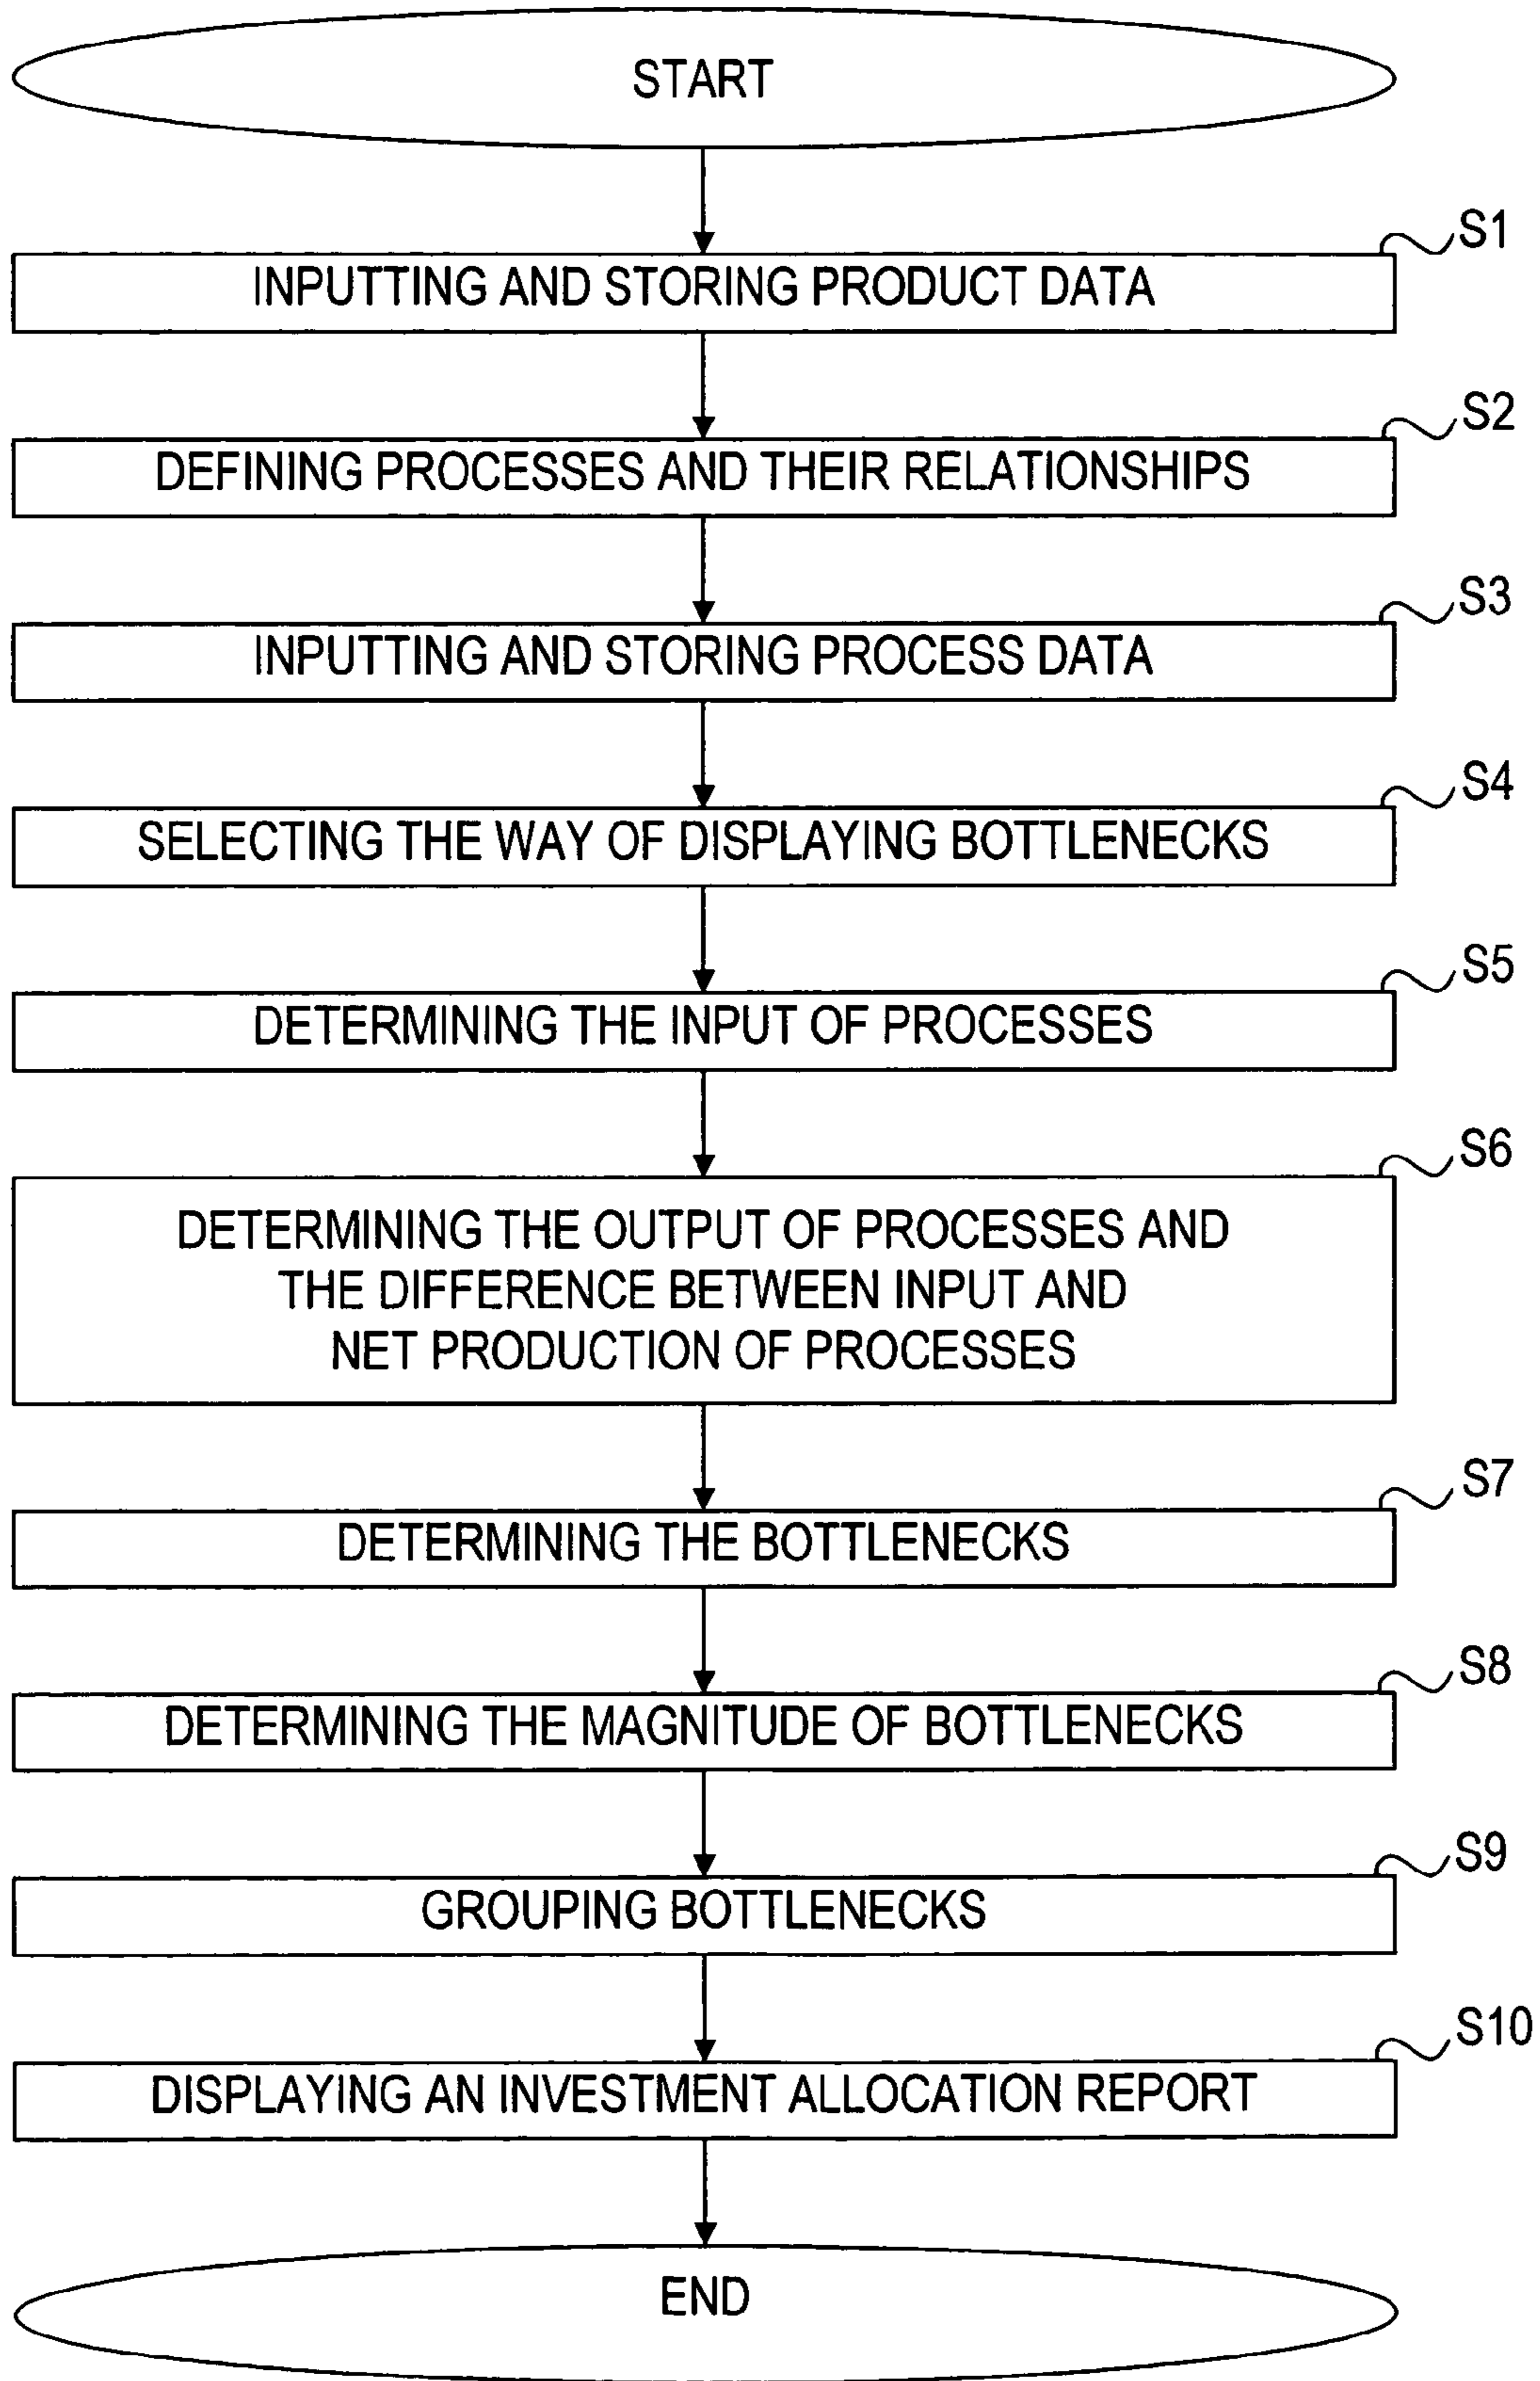 START
S1
INPUTTING AND STORING PRODUCT DATA
S2
DEFINING PROCESSES AND THEIR RELATIONSHIPS
S3
INPUTTING AND STORING PROCESS DATA
S4
SELECTING THE WAY OF DISPLAYING BOTTLENECKS
S5
DETERMINING THE INPUT OF PROCESSES
S6
DETERMINING THE OUTPUT OF PROCESSES AND
THE DIFFERENCE BETWEEN INPUT AND
NET PRODUCTION OF PROCESSES
S7
DETERMINING THE BOTTLENECKS
S8
DETERMINING THE MAGNITUDE OF BOTTLENECKS
S9
GROUPING BOTTLENECKS
S10
DISPLAYING AN INVESTMENT ALLOCATION REPORT
END